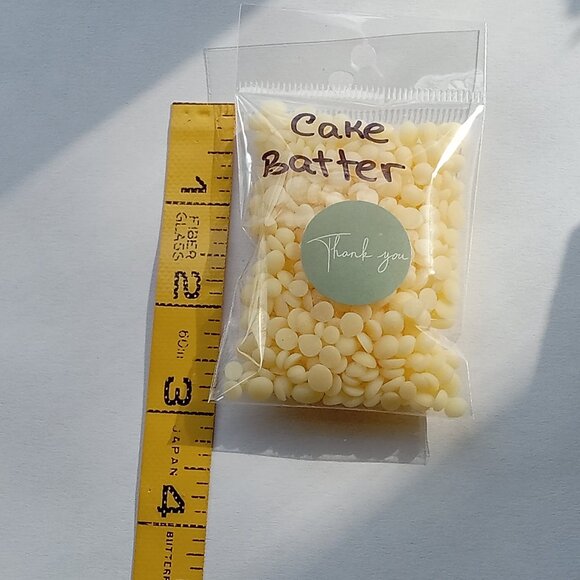 Cake
Batter
Thank you
1
FIBER
GLASS
2
60in
3
JAPAN
4